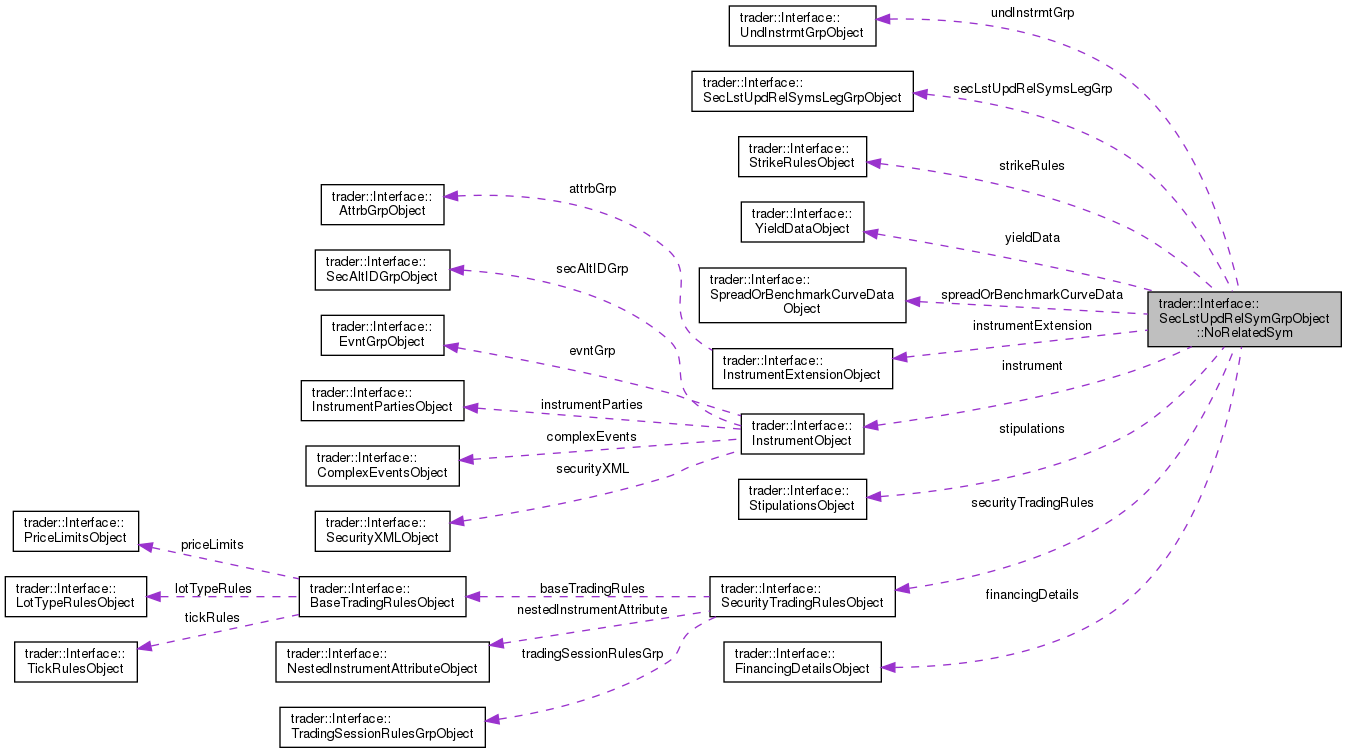 undInstrmtGrp
trader::Interface::
UndInstrmtGrpObject
trader::Interface::
SecLstUpdRelSymsLegGrpObject
secLstUpdRelSymsLegGrp
trader::Interface::
StrikeRulesObject
strikeRules
attrbGrp
trader::Interface::
AttrbGrpObject
trader::Interface::
YieldDataObject
yieldData
trader::Interface::
SecAltIDGrpObject
secAltIDGrp
trader::Interface::
SpreadOrBenchmarkCurveData
Object
spreadOrBenchmarkCurveData
trader::Interface::
SecLstUpdRelSymGrpObject
::NoRelatedSym
trader::Interface::
EvntGrpObject
evntGrp
trader::Interface::
InstrumentExtensionObject
instrumentExtension
instrument
trader::Interface::
InstrumentPartiesObject
instrumentParties
trader::Interface::
InstrumentObject
stipulations
complexEvents
trader::Interface::
ComplexEventsObject
securityXML
trader::Interface::
StipulationsObject
securityTradingRules
trader::Interface::
PriceLimitsObject
priceLimits
trader::Interface::
SecurityXMLObject
trader::Interface::
LotTypeRulesObject
lotTypeRules
trader::Interface::
BaseTradingRulesObject
baseTradingRules
trader::Interface::
SecurityTradingRulesObject
financingDetails
nestedInstrumentAttribute
tickRules
trader::Interface::
TickRulesObject
trader::Interface::
NestedInstrumentAttributeObject
tradingSessionRulesGrp
trader::Interface::
FinancingDetailsObject
trader::Interface::
TradingSessionRulesGrpObject